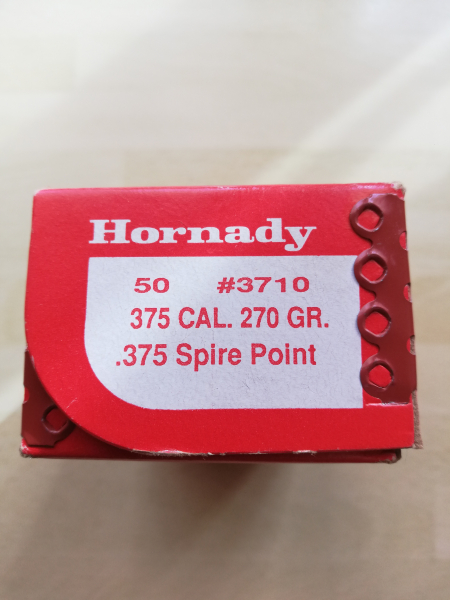 Hornady
50 #3710
375 CAL. 270 GR.
.375 Spire Point